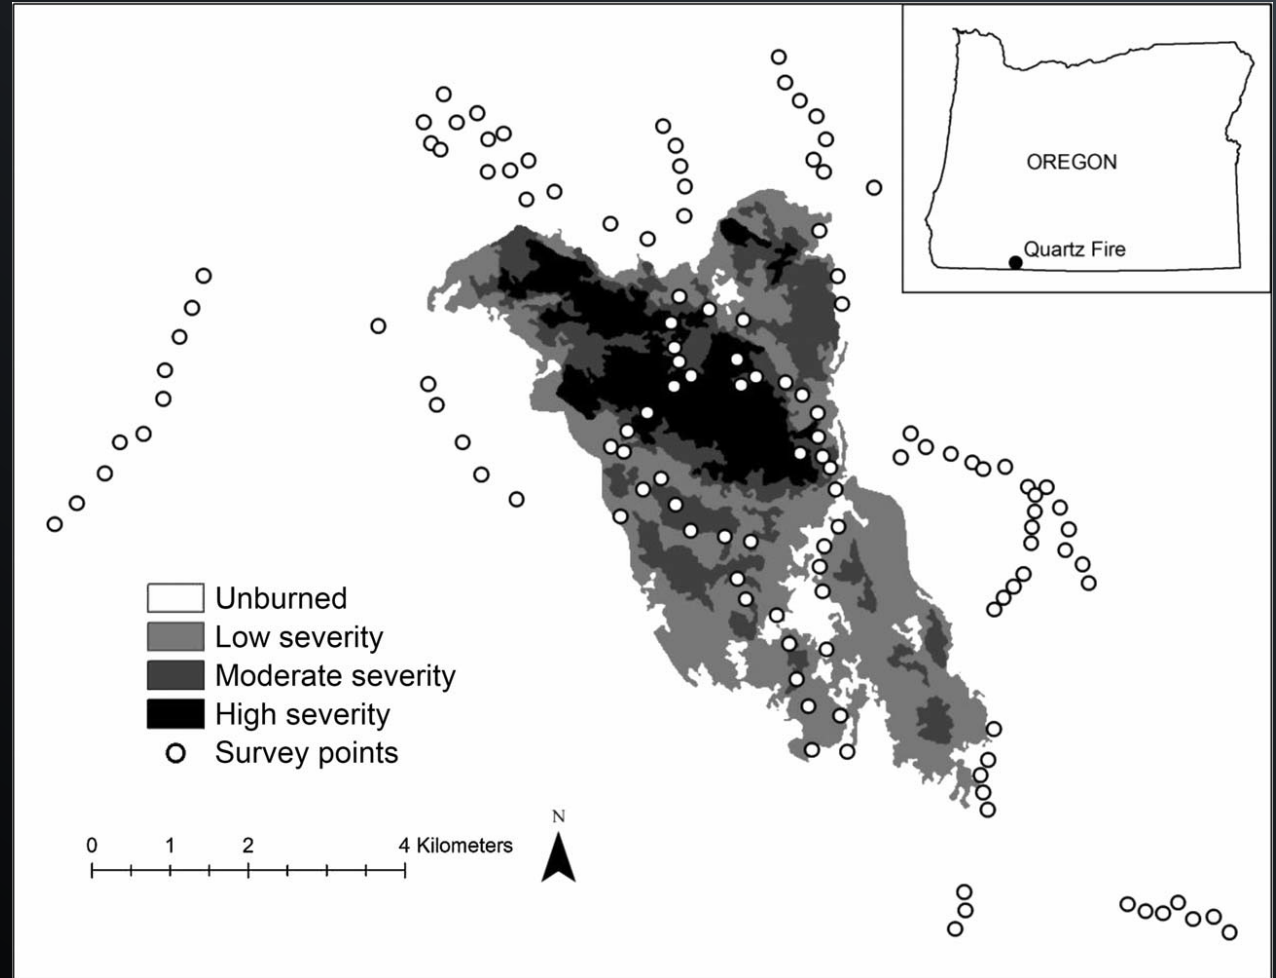 OREGON
Quartz Fire
Unburned
Low severity
Moderate severity
High severity
Survey points
0 1 2 4 Kilometers
N